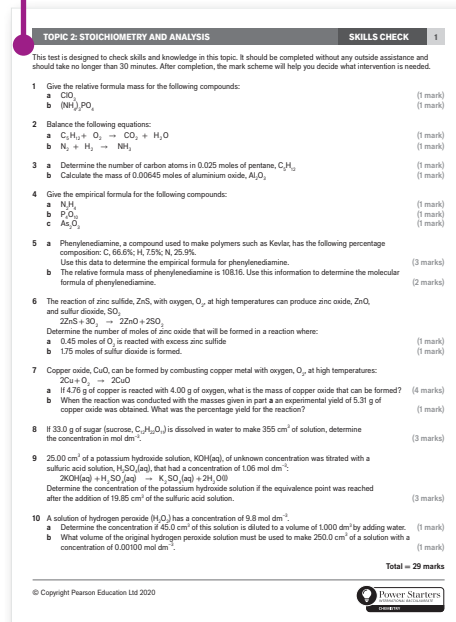 TOPIC 2: STOICHIOMETRY AND ANALYSIS SKILLS CHECK 1
This test is designed to check skills and knowledge in this topic. It should be completed without any outside assistance and
should take no longer than 30 minutes. After completion, the mark scheme will help you decide what intervention is needed.
1 Give the relative formula mass for the following compounds:
a ClO₃ (1 mark)
b (NH₄)₃PO₄ (1 mark)
2 Balance the following equations:
a C₅H₁₂ + O₂ → CO₂ + H₂O (1 mark)
b N₂ + H₂ → NH₃ (1 mark)
3 a Determine the number of carbon atoms in 0.025 moles of pentane, C₅H₁₂ (1 mark)
b Calculate the mass of 0.00645 moles of aluminium oxide, Al₂O₃ (1 mark)
4 Give the empirical formula for the following compounds:
a N₂H₄ (1 mark)
b P₄O₁₀ (1 mark)
c As₂O₃ (1 mark)
5 a Phenylenediamine, a compound used to make polymers such as Kevlar, has the following percentage
composition: C, 66.6%; H, 7.5%; N, 25.9%.
Use this data to determine the empirical formula for phenylenediamine. (3 marks)
b The relative formula mass of phenylenediamine is 108.16. Use this information to determine the molecular
formula of phenylenediamine. (2 marks)
6 The reaction of zinc sulfide, ZnS, with oxygen, O₂, at high temperatures can produce zinc oxide, ZnO,
and sulfur dioxide, SO₂
2ZnS + 3O₂ → 2ZnO + 2SO₂
Determine the number of moles of zinc oxide that will be formed in a reaction where:
a 0.45 moles of O₂ is reacted with excess zinc sulfide (1 mark)
b 1.75 moles of sulfur dioxide is formed. (1 mark)
7 Copper oxide, CuO, can be formed by combusting copper metal with oxygen, O₂, at high temperatures:
2Cu + O₂ → 2CuO
a If 4.76 g of copper is reacted with 4.00 g of oxygen, what is the mass of copper oxide that can be formed? (4 marks)
b When the reaction was conducted with the masses given in part a an experimental yield of 5.31 g of
copper oxide was obtained. What was the percentage yield for the reaction? (1 mark)
8 If 33.0 g of sugar (sucrose, C₁₂H₂₂O₁₁) is dissolved in water to make 355 cm³ of solution, determine
the concentration in mol dm⁻³. (3 marks)
9 25.00 cm³ of a potassium hydroxide solution, KOH(aq), of unknown concentration was titrated with a
sulfuric acid solution, H₂SO₄(aq), that had a concentration of 1.06 mol dm⁻³:
2KOH(aq) + H₂SO₄(aq) → K₂SO₄(aq) + 2H₂O(l)
Determine the concentration of the potassium hydroxide solution if the equivalence point was reached
after the addition of 19.85 cm³ of the sulfuric acid solution. (3 marks)
10 A solution of hydrogen peroxide (H₂O₂) has a concentration of 9.8 mol dm⁻³.
a Determine the concentration if 45.0 cm³ of this solution is diluted to a volume of 1.000 dm³ by adding water. (1 mark)
b What volume of the original hydrogen peroxide solution must be used to make 250.0 cm³ of a solution with a
concentration of 0.00100 mol dm⁻³. (1 mark)
Total = 29 marks
© Copyright Pearson Education Ltd 2020
Power Starters
INTERNATIONAL BACCALAUREATE
CHEMISTRY